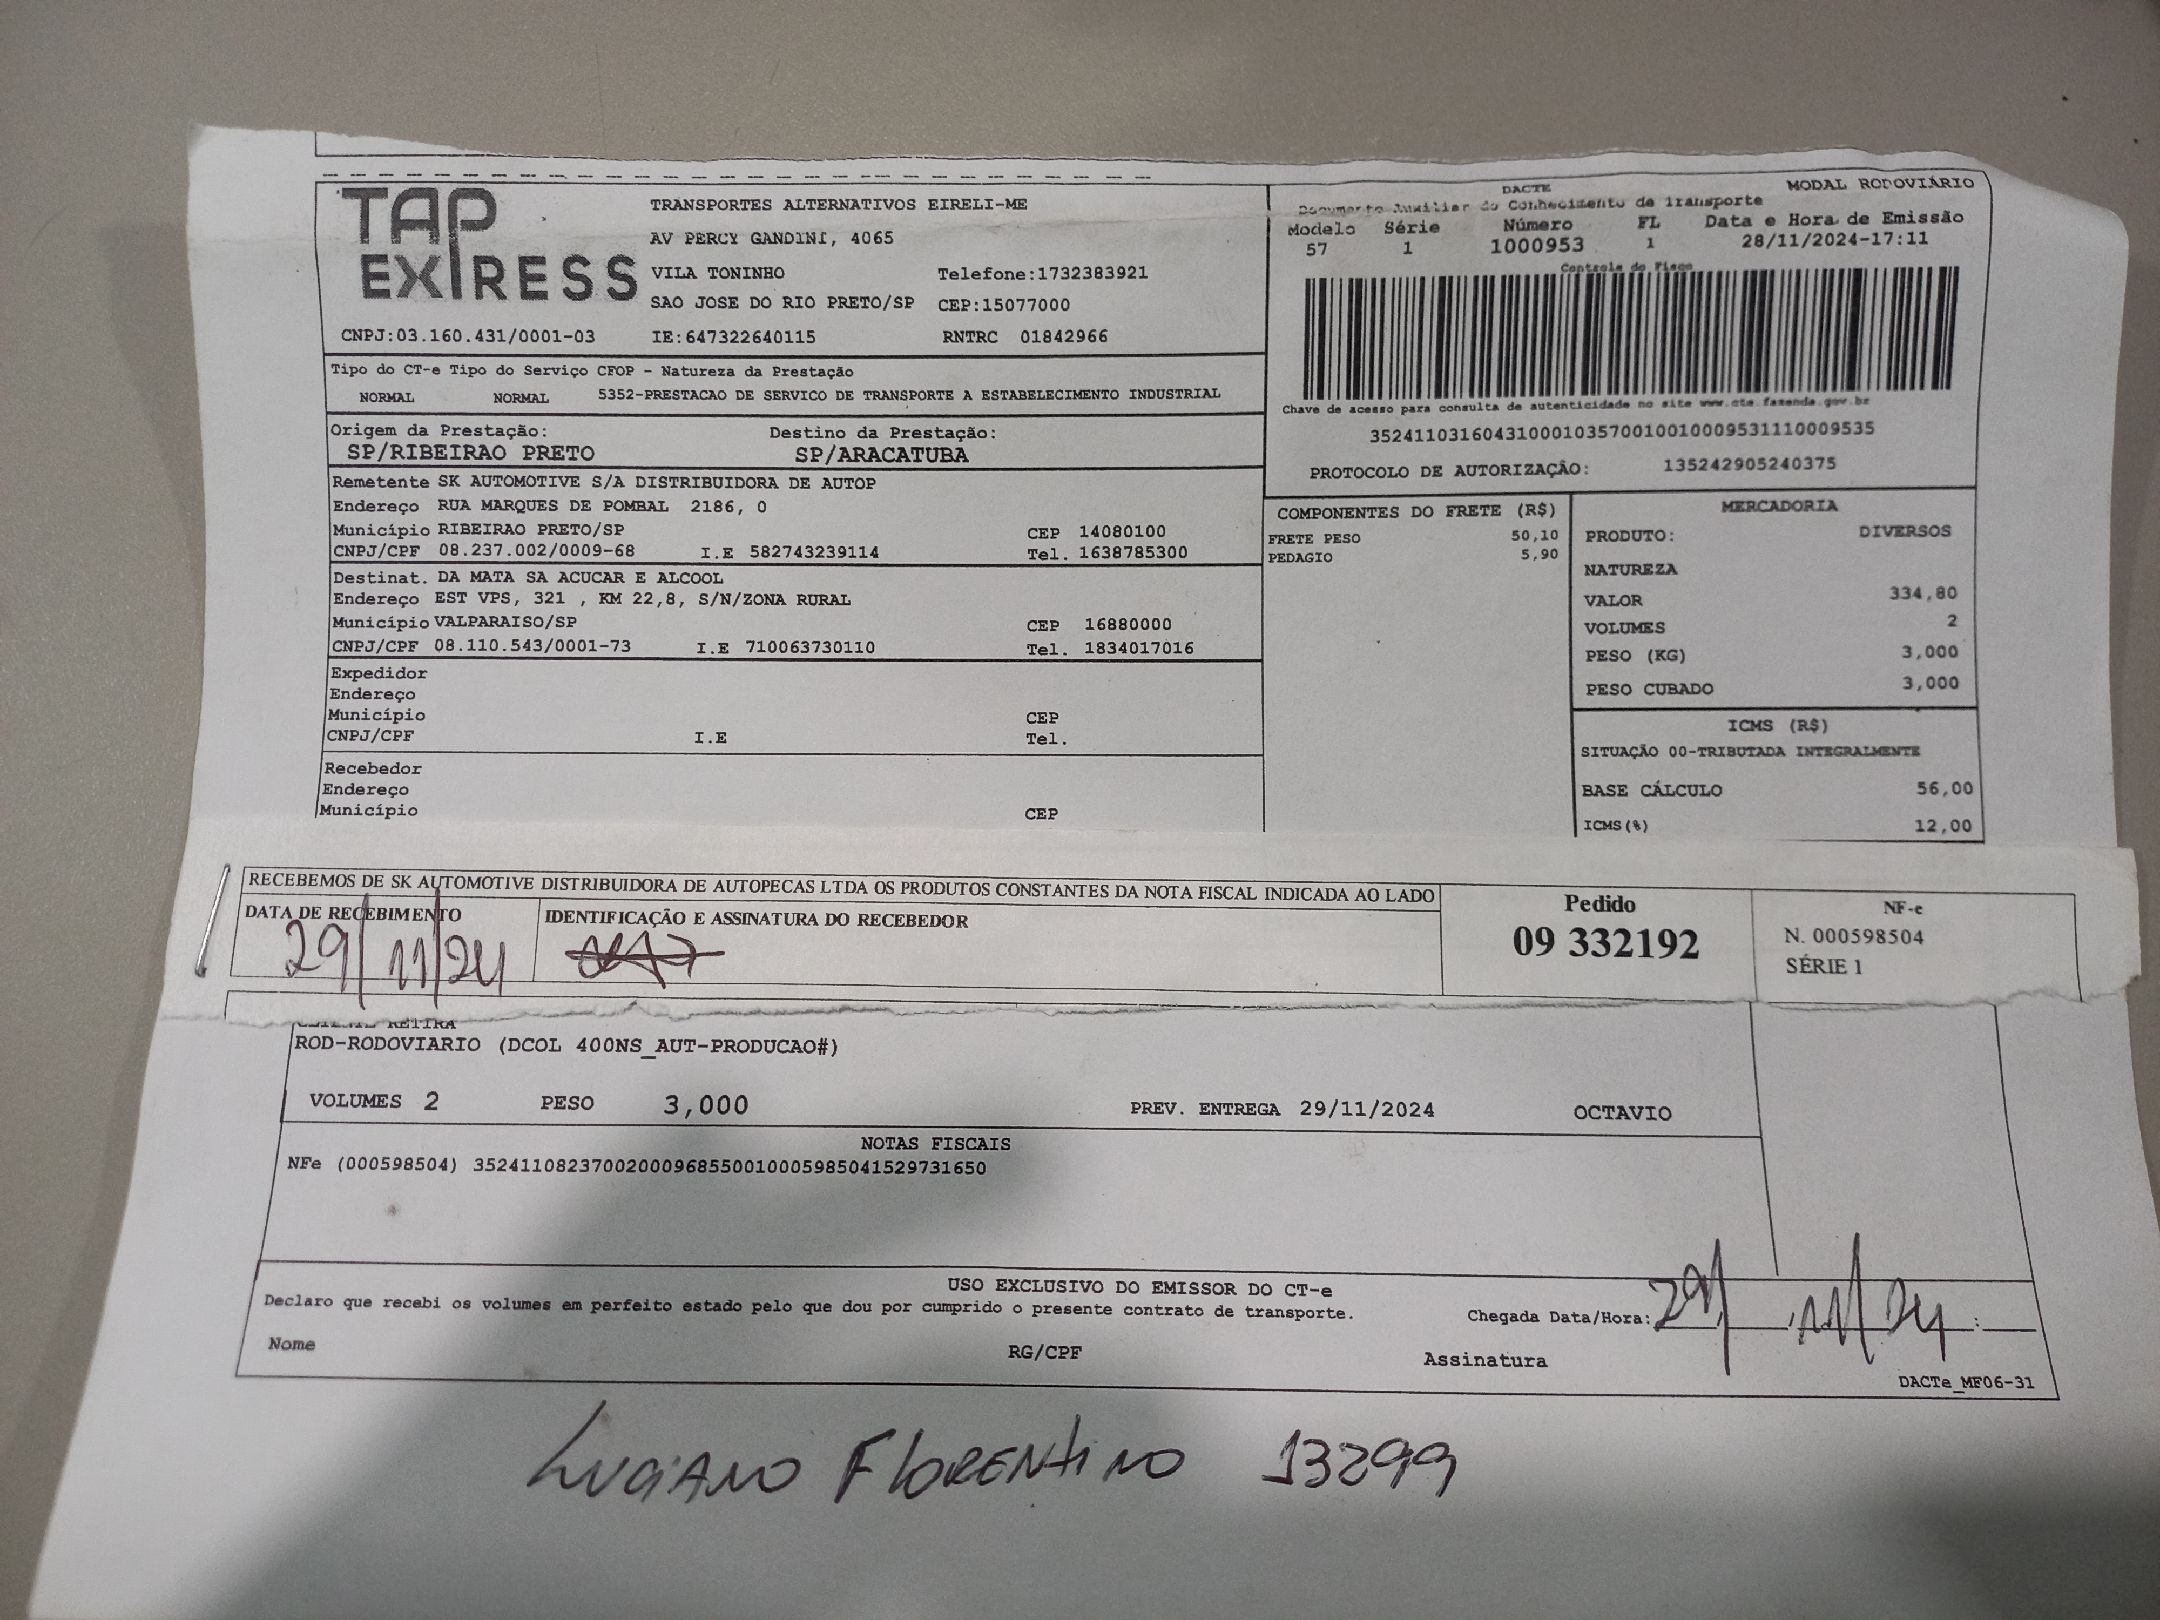 TAP EXPRESS
TRANSPORTES ALTERNATIVOS EIRELI-ME
AV PERCY GANDINI, 4065
VILA TONINHO Telefone:1732383921
SAO JOSE DO RIO PRETO/SP CEP:15077000
CNPJ:03.160.431/0001-03 IE:647322640115 RNTRC 01842966
DACTE MODAL RODOVIÁRIO
Documento Auxiliar do Conhecimento de Transporte
Modelo Série Número FL Data e Hora de Emissão
57 1 1000953 1 28/11/2024-17:11
Controle do Fisco
Chave de acesso para consulta de autenticidade no site www.cte.fazenda.gov.br
35241103160431000103570010010009531110009535
PROTOCOLO DE AUTORIZAÇÃO: 135242905240375
Tipo do CT-e Tipo do Serviço CFOP - Natureza da Prestação
NORMAL NORMAL 5352-PRESTACAO DE SERVICO DE TRANSPORTE A ESTABELECIMENTO INDUSTRIAL
Origem da Prestação: Destino da Prestação:
SP/RIBEIRAO PRETO SP/ARACATUBA
Remetente SK AUTOMOTIVE S/A DISTRIBUIDORA DE AUTOP
Endereço RUA MARQUES DE POMBAL 2186, 0
Município RIBEIRAO PRETO/SP CEP 14080100
CNPJ/CPF 08.237.002/0009-68 I.E 582743239114 Tel. 1638785300
Destinat. DA MATA SA ACUCAR E ALCOOL
Endereço EST VPS, 321 , KM 22,8, S/N/ZONA RURAL
Município VALPARAISO/SP CEP 16880000
CNPJ/CPF 08.110.543/0001-73 I.E 710063730110 Tel. 1834017016
Expedidor
Endereço
Município CEP
CNPJ/CPF I.E Tel.
Recebedor
Endereço
Município CEP
COMPONENTES DO FRETE (R$)
FRETE PESO 50,10
PEDAGIO 5,90
MERCADORIA
PRODUTO: DIVERSOS
NATUREZA
VALOR 334,80
VOLUMES 2
PESO (KG) 3,000
PESO CUBADO 3,000
ICMS (R$)
SITUAÇÃO 00-TRIBUTADA INTEGRALMENTE
BASE CÁLCULO 56,00
ICMS(%) 12,00
RECEBEMOS DE SK AUTOMOTIVE DISTRIBUIDORA DE AUTOPECAS LTDA OS PRODUTOS CONSTANTES DA NOTA FISCAL INDICADA AO LADO
DATA DE RECEBIMENTO IDENTIFICAÇÃO E ASSINATURA DO RECEBEDOR
29/11/24
Pedido
09 332192
NF-e
N. 000598504
SÉRIE 1
RETIRA
ROD-RODOVIARIO (DCOL 400NS_AUT-PRODUCAO#)
VOLUMES 2 PESO 3,000 PREV. ENTREGA 29/11/2024 OCTAVIO
NOTAS FISCAIS
NFe (000598504) 35241108237002000968550010005985041529731650
USO EXCLUSIVO DO EMISSOR DO CT-e
Declaro que recebi os volumes em perfeito estado pelo que dou por cumprido o presente contrato de transporte. Chegada Data/Hora: 29/11/24 :
Nome RG/CPF Assinatura
DACTe_MF06-31
LUCIANO FLORENTINO 13299